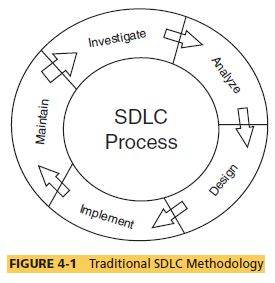 Investigate
Analyze
Design
Implement
Maintain
SDLC
Process
FIGURE 4-1 Traditional SDLC Methodology